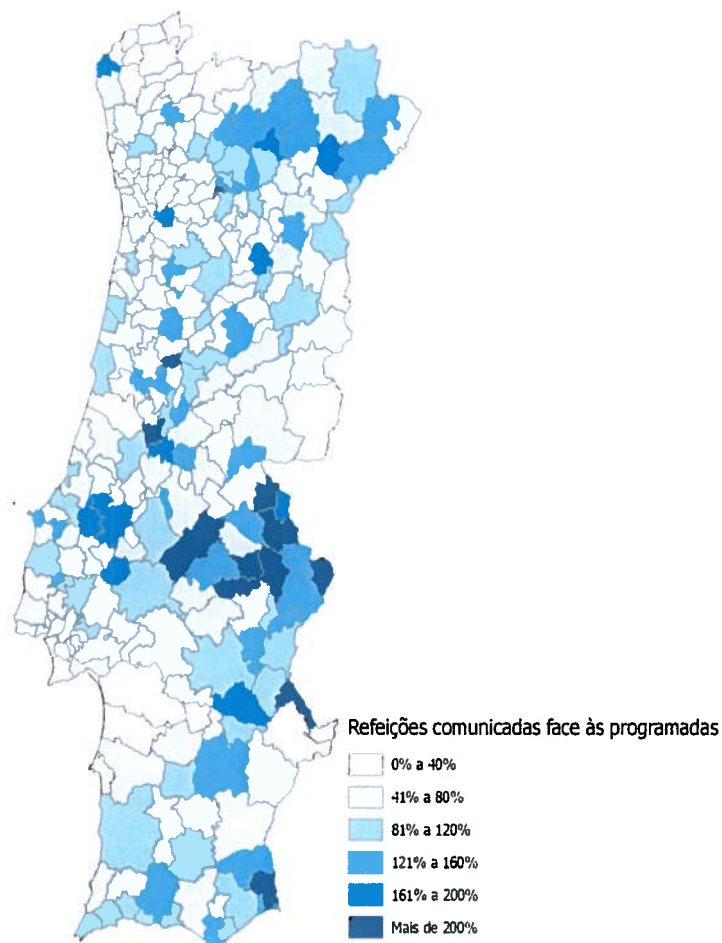 Refeições comunicadas face às programadas
0% a 40%
41% a 80%
81% a 120%
121% a 160%
161% a 200%
Mais de 200%